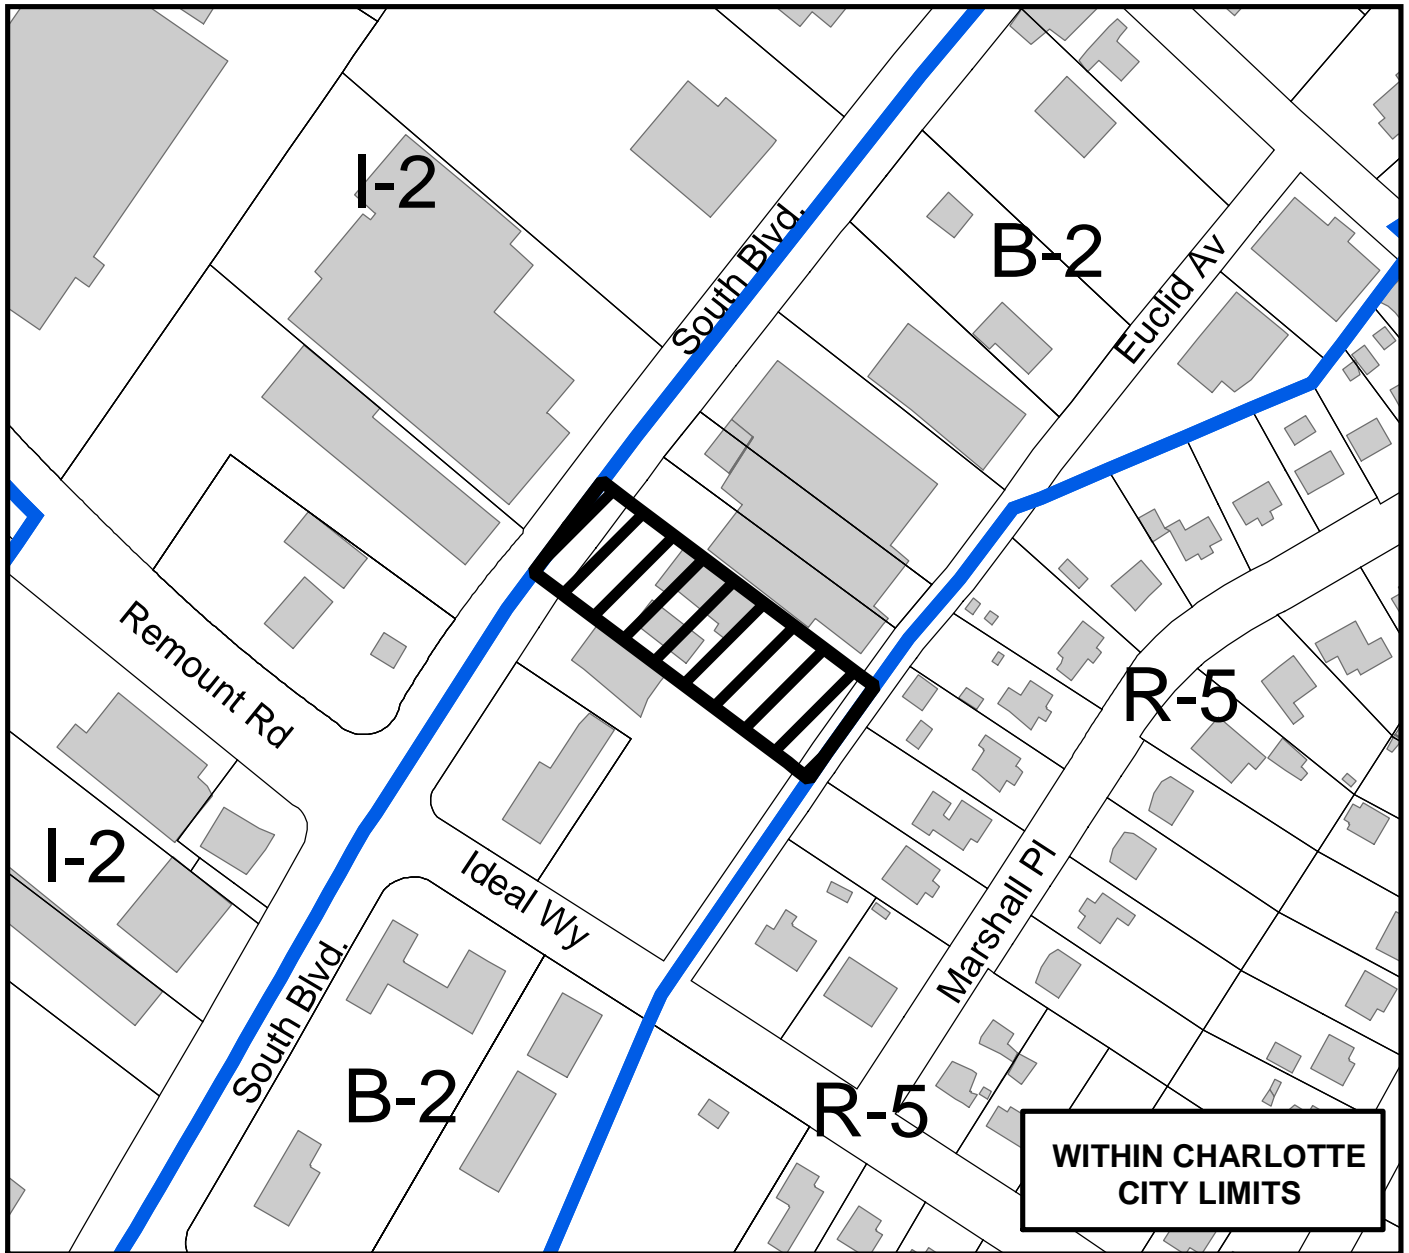 I-2
South Blvd.
B-2
Euclid Av
Remount Rd
R-5
I-2
Ideal Wy
Marshall Pl
South Blvd.
B-2
R-5
WITHIN CHARLOTTE
CITY LIMITS